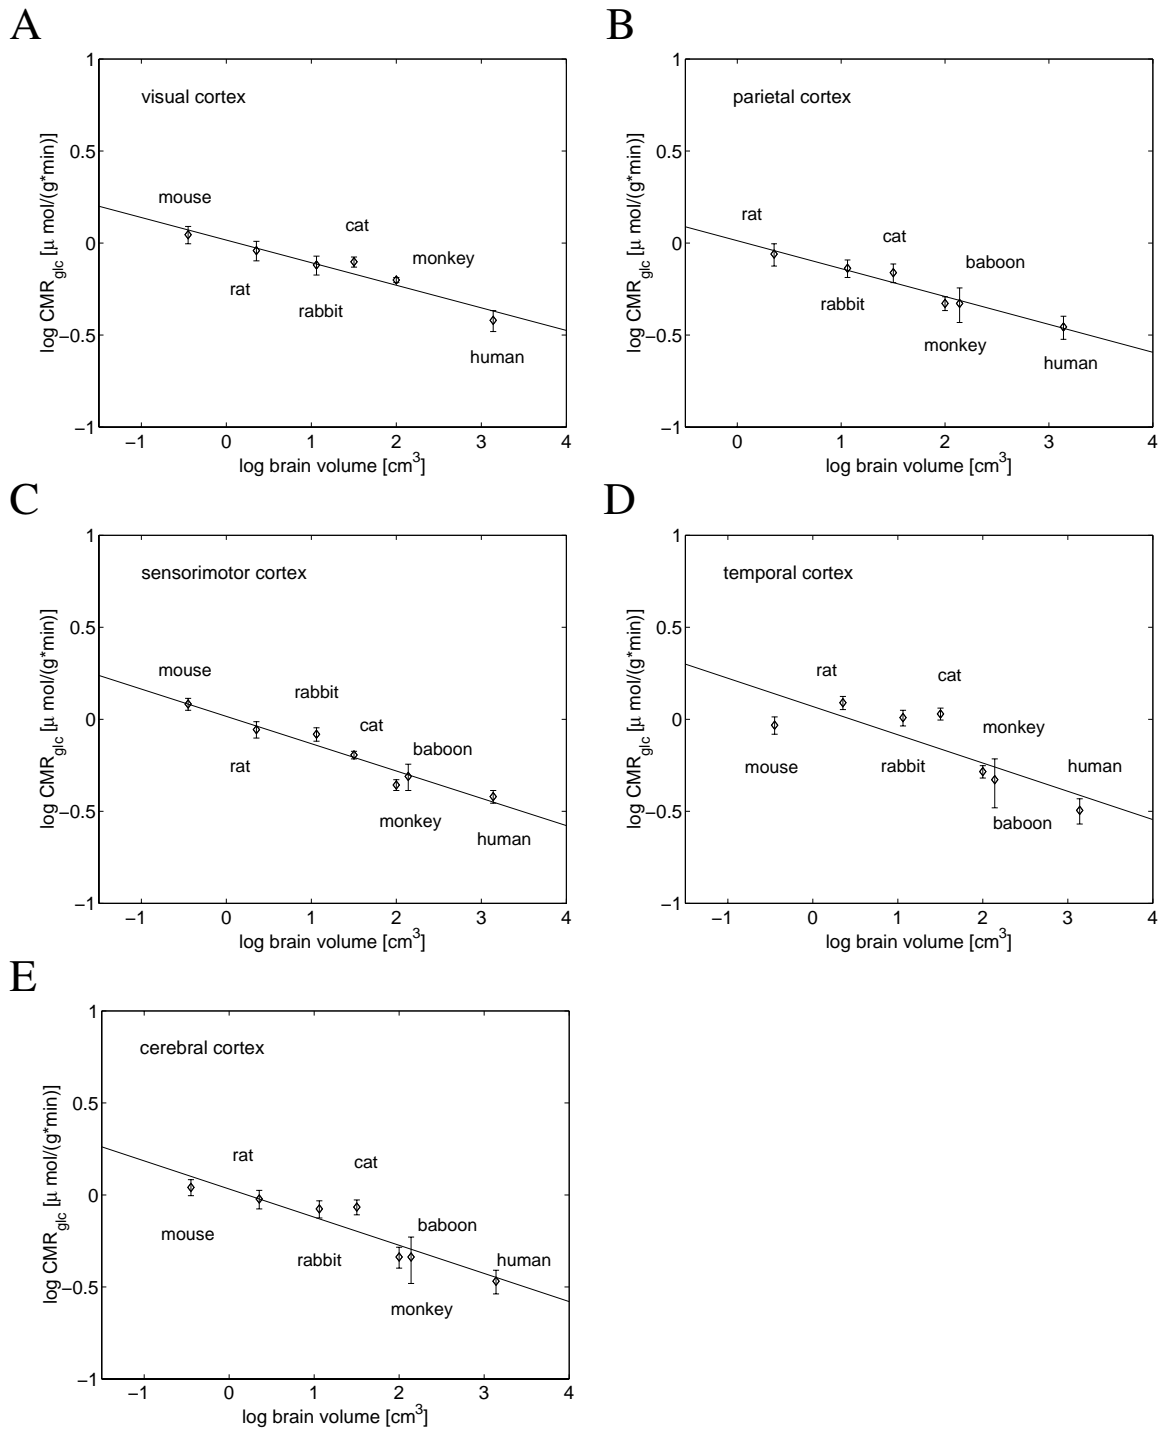 A
1
0.5
0
−0.5
−1
−1
0
1
2
3
4
log CMRglc [μ mol/(g*min)]
log brain volume [cm3]
visual cortex
mouse
rat
rabbit
cat
monkey
human
B
1
0.5
0
−0.5
−1
0
1
2
3
4
log CMRglc [μ mol/(g*min)]
log brain volume [cm3]
parietal cortex
rat
rabbit
cat
monkey
baboon
human
C
1
0.5
0
−0.5
−1
−1
0
1
2
3
4
log CMRglc [μ mol/(g*min)]
log brain volume [cm3]
sensorimotor cortex
mouse
rat
rabbit
cat
baboon
monkey
human
D
1
0.5
0
−0.5
−1
−1
0
1
2
3
4
log CMRglc [μ mol/(g*min)]
log brain volume [cm3]
temporal cortex
mouse
rat
rabbit
cat
monkey
baboon
human
E
1
0.5
0
−0.5
−1
−1
0
1
2
3
4
log CMRglc [μ mol/(g*min)]
log brain volume [cm3]
cerebral cortex
mouse
rat
rabbit
cat
baboon
monkey
human